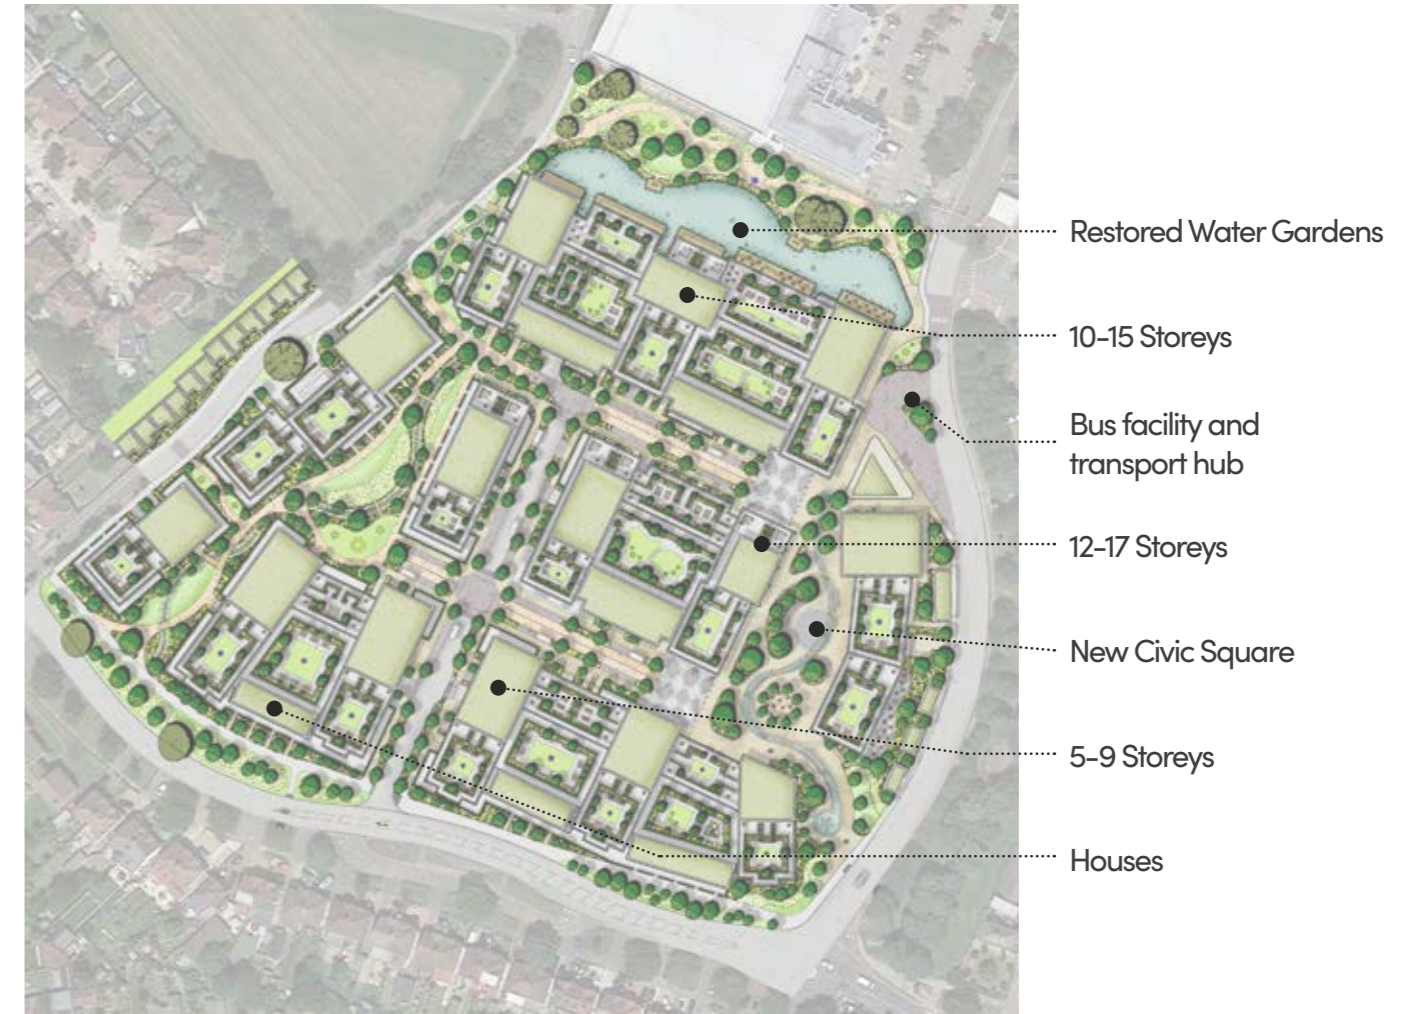 Restored Water Gardens
10-15 Storeys
Bus facility and
transport hub
12-17 Storeys
New Civic Square
5-9 Storeys
Houses